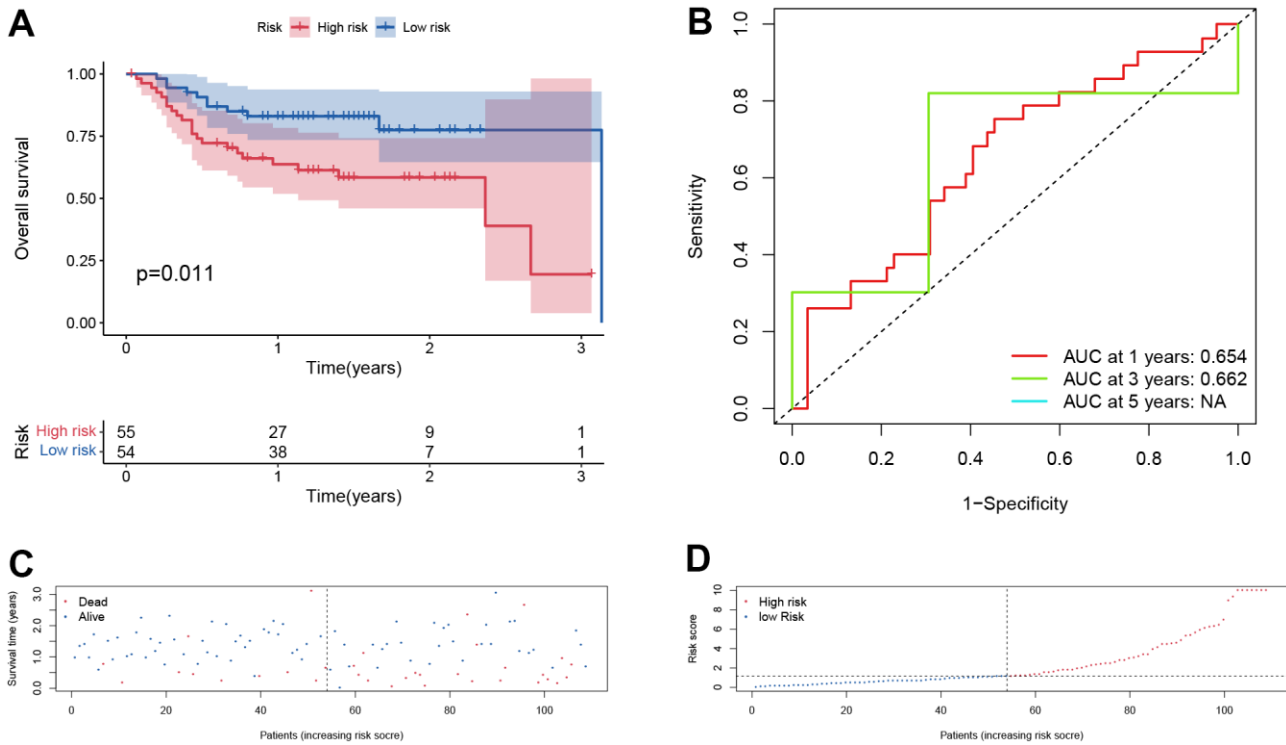 A
Risk High risk Low risk
Overall survival
1.00
0.75
0.50
0.25
0.00
p=0.011
0 1 2 3
Time(years)
Risk
High risk 55 27 9 1
Low risk 54 38 7 1
0 1 2 3
Time(years)
B
Sensitivity
1.0
0.8
0.6
0.4
0.2
0.0
AUC at 1 years: 0.654
AUC at 3 years: 0.662
AUC at 5 years: NA
0.0 0.2 0.4 0.6 0.8 1.0
1−Specificity
C
Survival time (years)
3.0
2.0
1.0
0.0
Dead
Alive
0 20 40 60 80 100
Patients (increasing risk socre)
D
Risk score
10
8
6
4
2
0
High risk
low Risk
0 20 40 60 80 100
Patients (increasing risk socre)